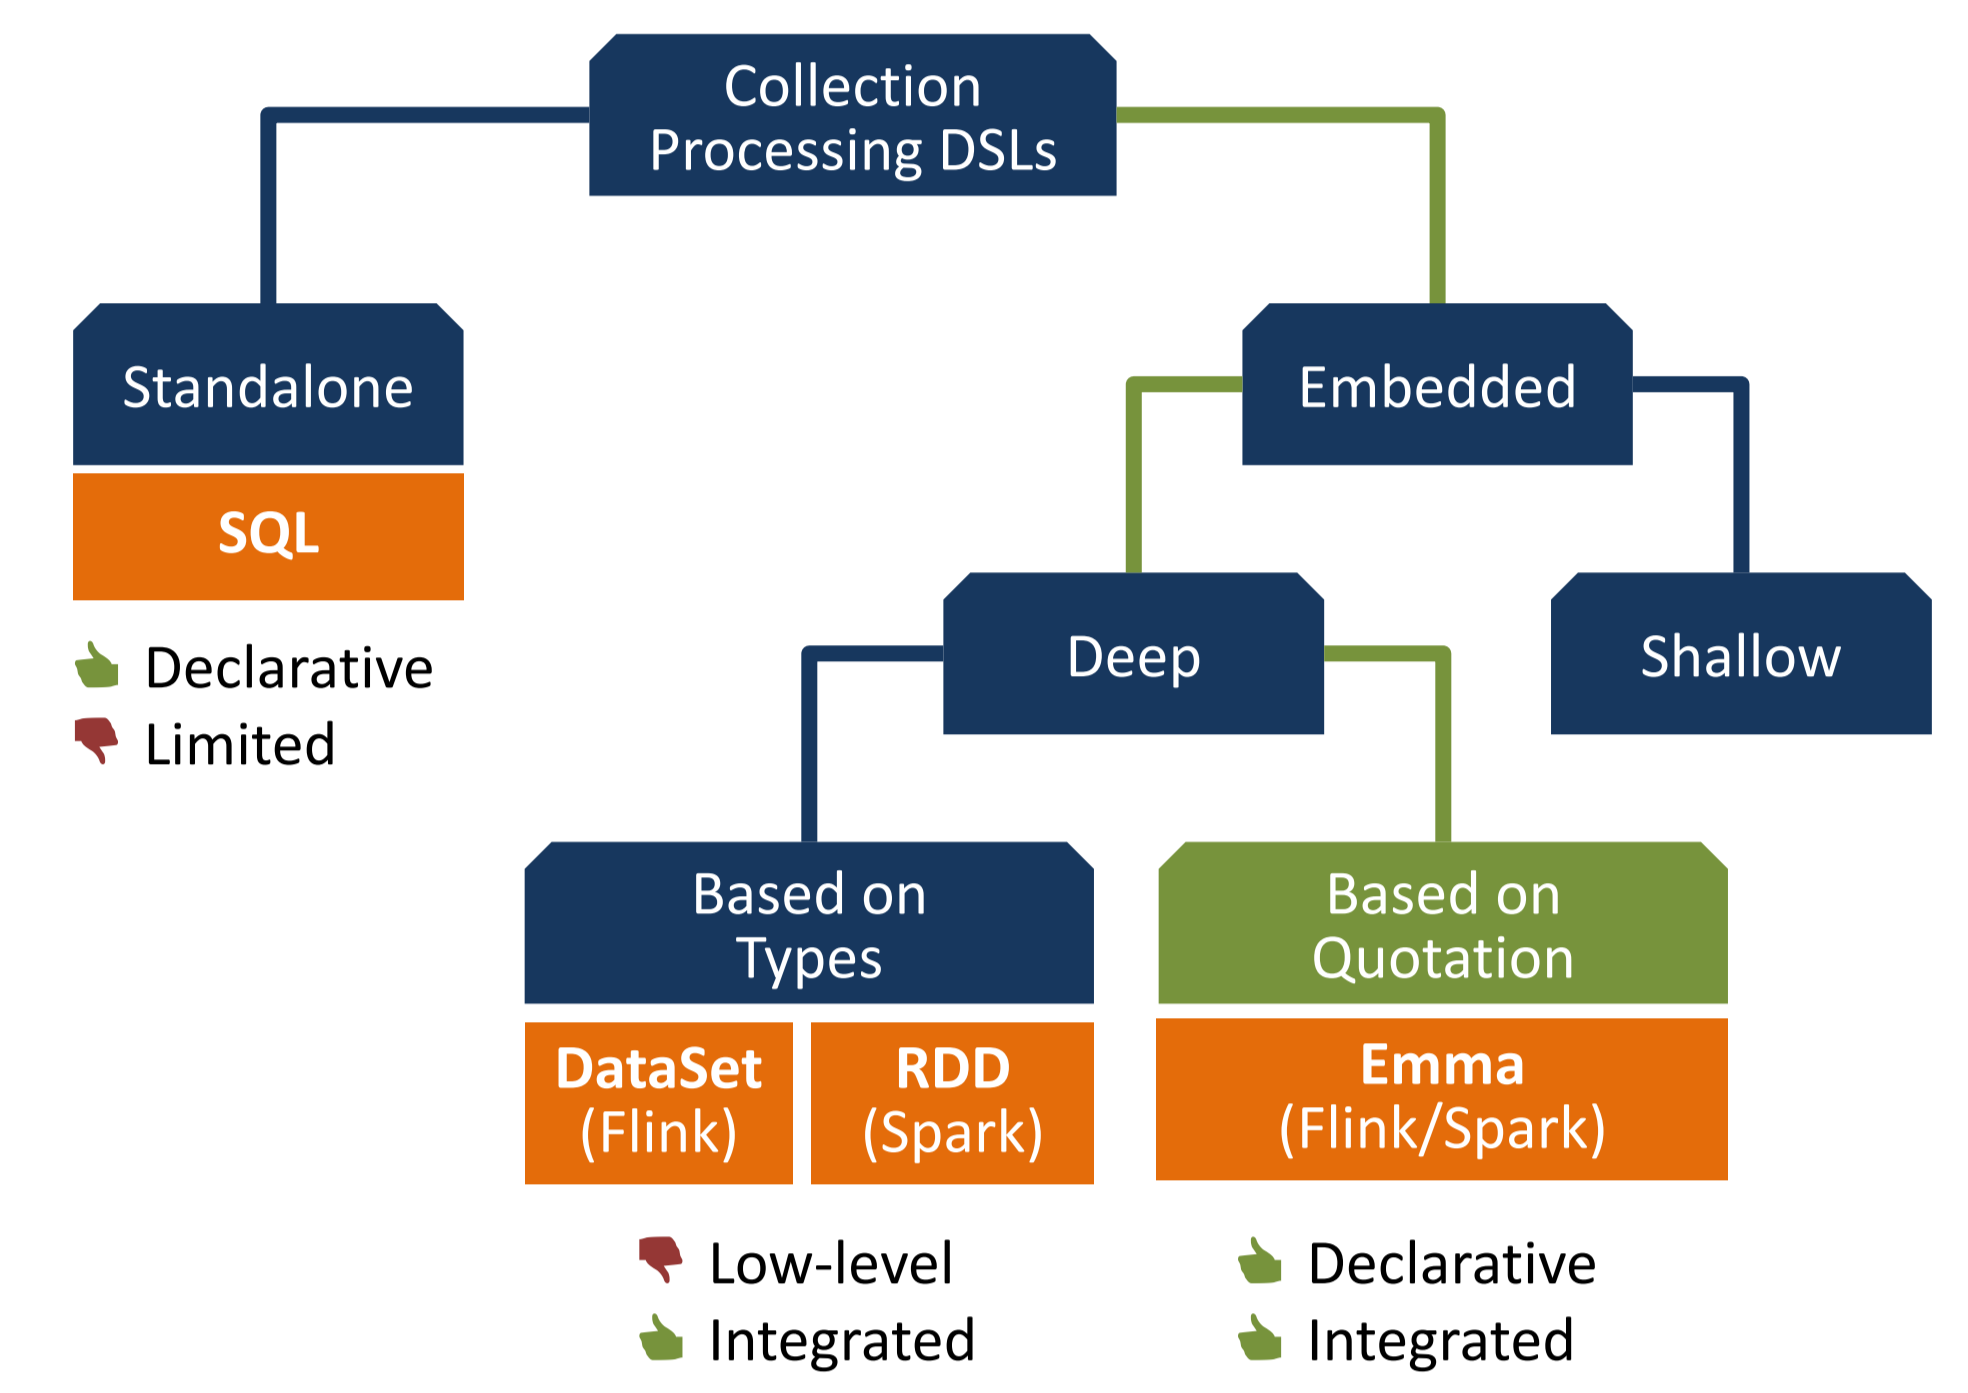 Collection
Processing DSLs
Standalone
Embedded
SQL
Declarative
Limited
Deep
Shallow
Based on
Types
Based on
Quotation
DataSet
(Flink)
RDD
(Spark)
Emma
(Flink/Spark)
Low-level
Integrated
Declarative
Integrated